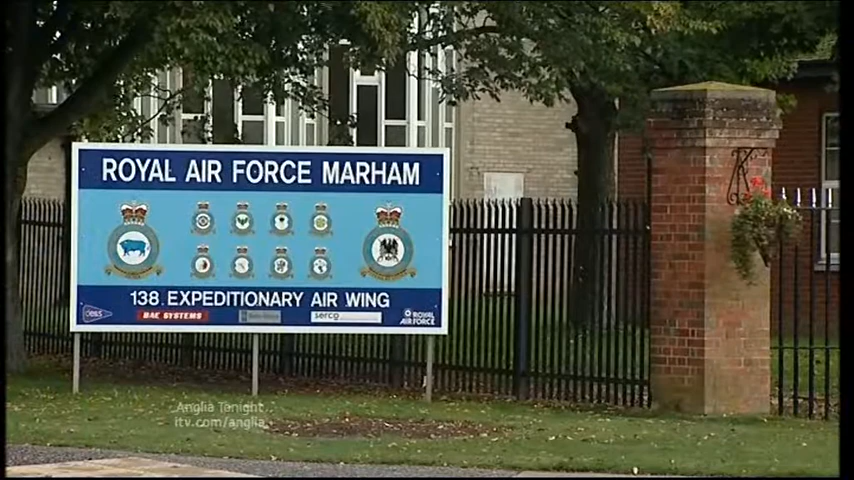 ROYAL AIR FORCE MARHAM
138 EXPEDITIONARY AIR WING
BAE SYSTEMS
serco
ROYAL
AIR FORCE
Anglia Tonight
itv.com/anglia